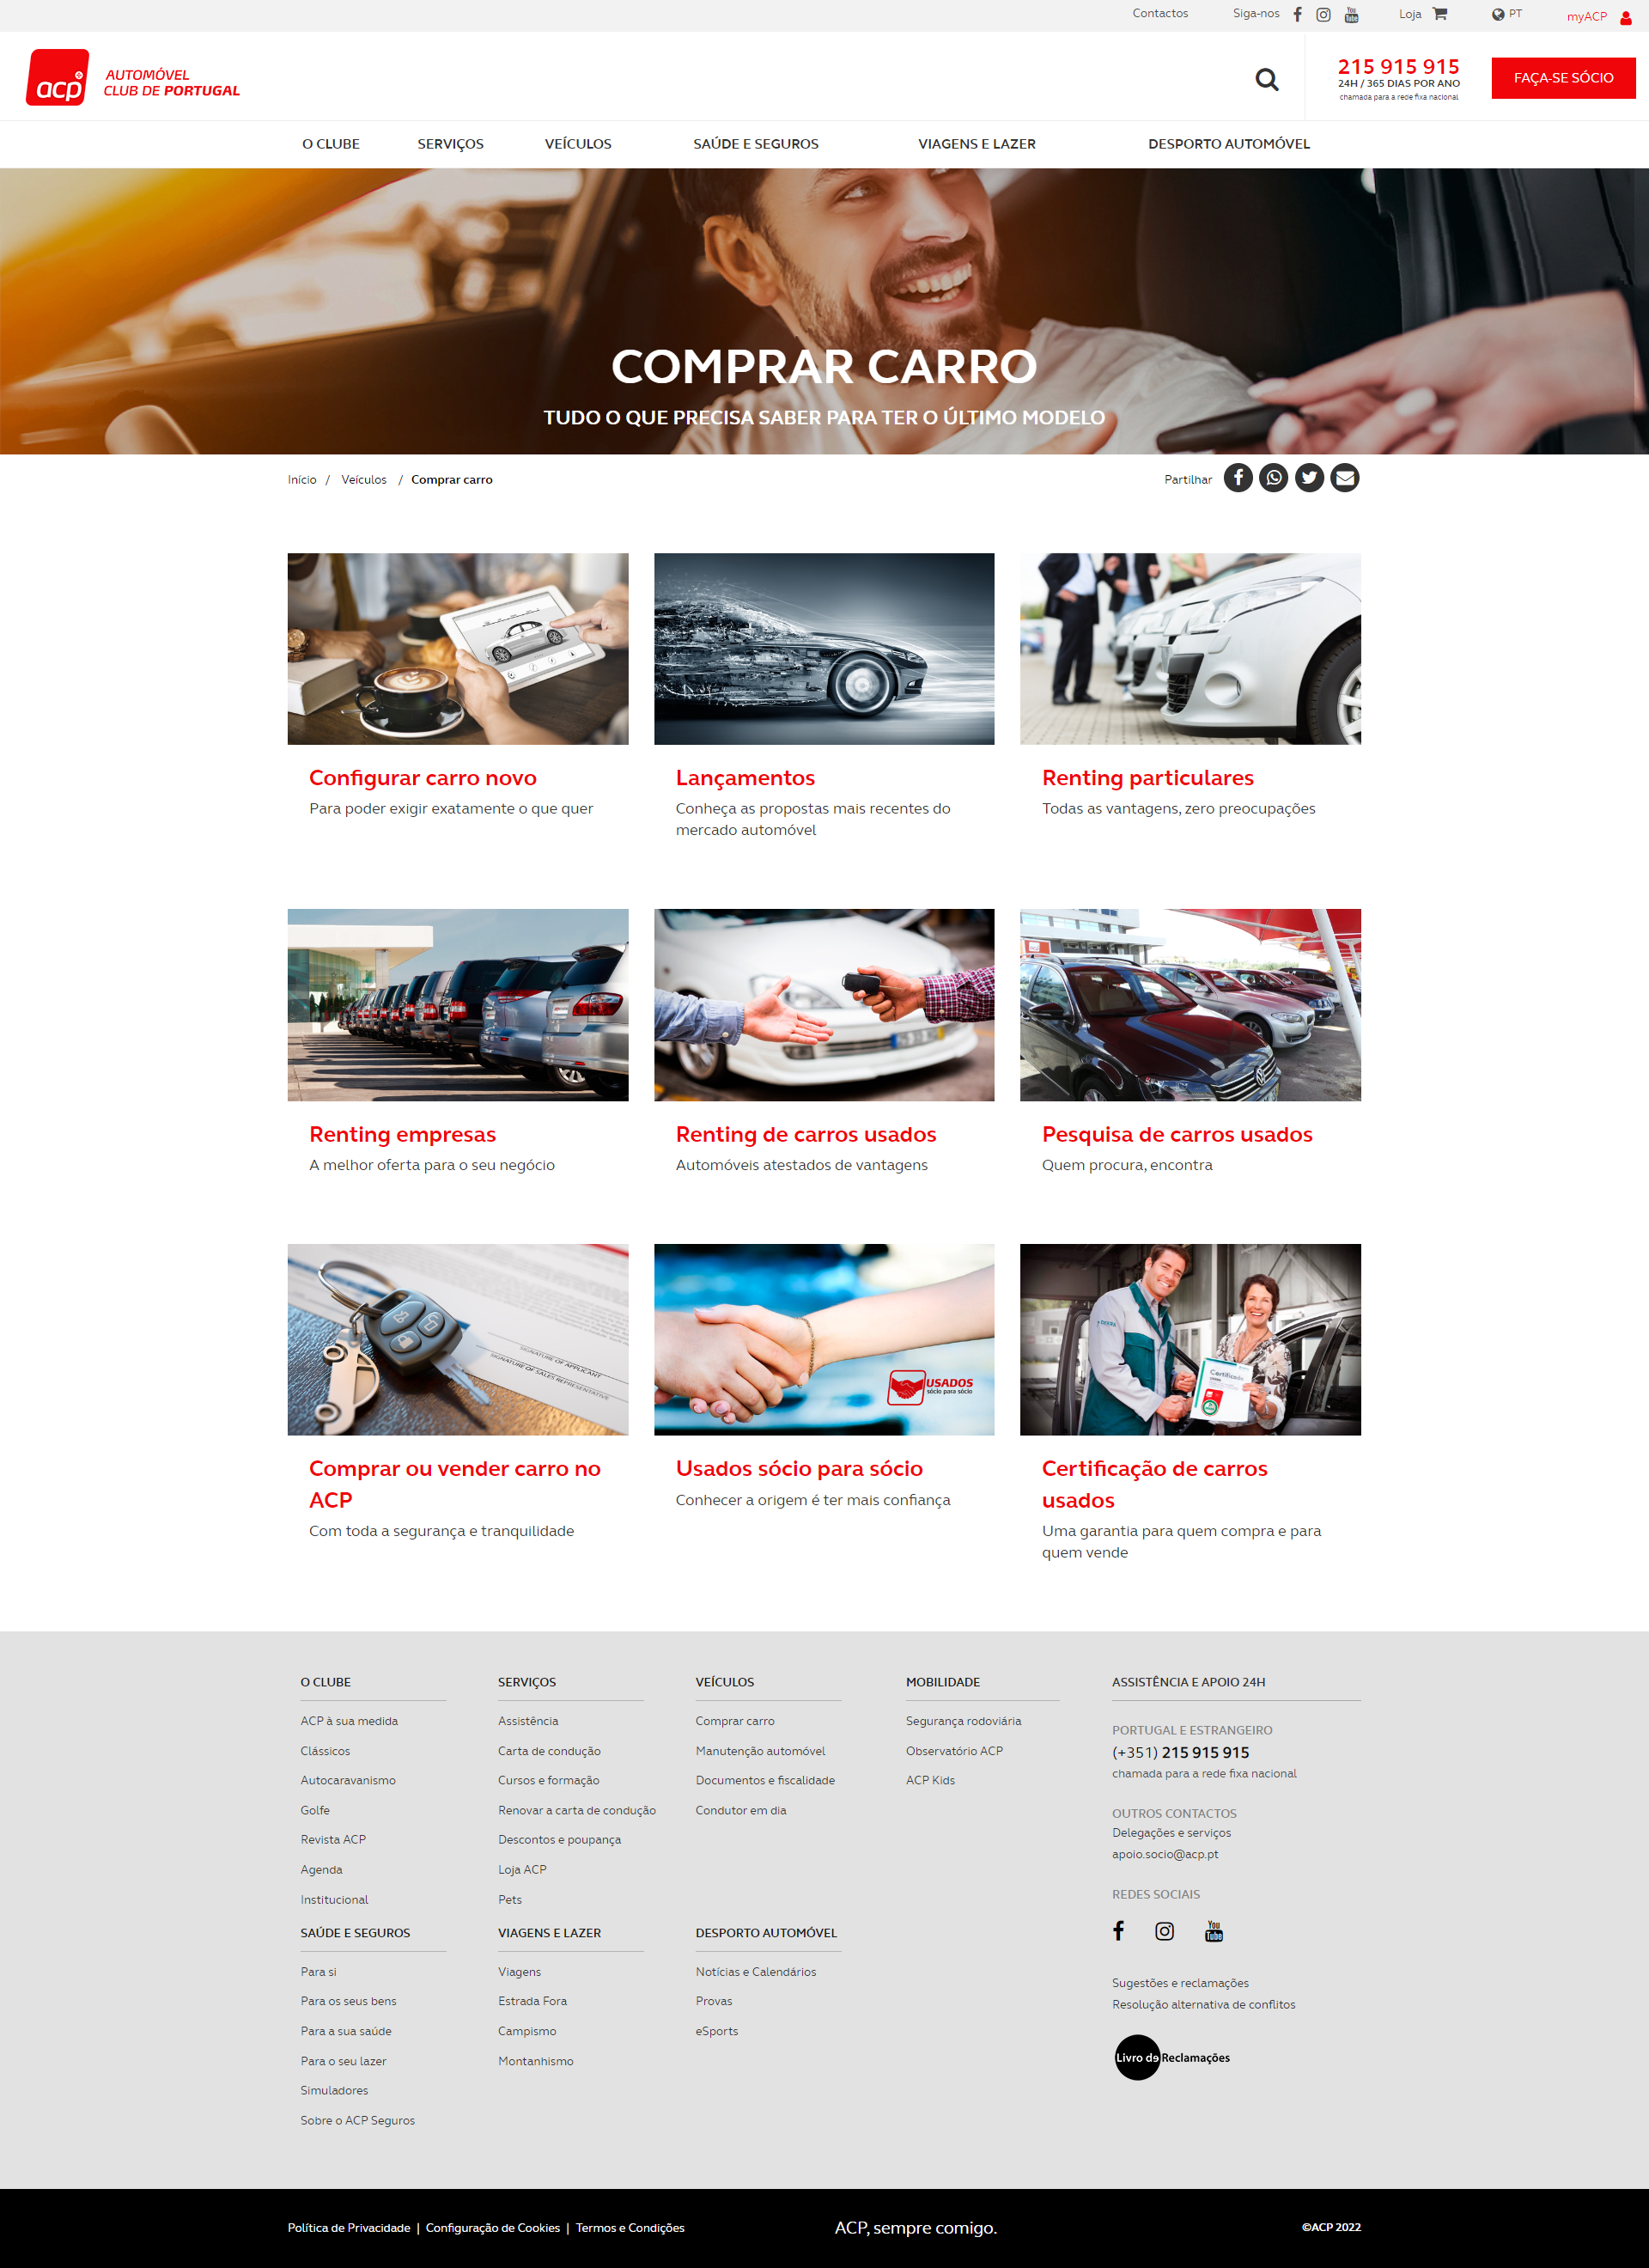 Contactos Siga-nos You Tube Loja PT myACP
acp AUTOMÓVEL
CLUB DE PORTUGAL
215 915 915
24H / 365 DIAS POR ANO
chamada para a rede fixa nacional
FAÇA-SE SÓCIO
O CLUBE SERVIÇOS VEÍCULOS SAÚDE E SEGUROS VIAGENS E LAZER DESPORTO AUTOMÓVEL
COMPRAR CARRO
TUDO O QUE PRECISA SABER PARA TER O ÚLTIMO MODELO
Início / Veículos / Comprar carro
Partilhar
Configurar carro novo
Para poder exigir exatamente o que quer
Lançamentos
Conheça as propostas mais recentes do
mercado automóvel
Renting particulares
Todas as vantagens, zero preocupações
Renting empresas
A melhor oferta para o seu negócio
Renting de carros usados
Automóveis atestados de vantagens
Pesquisa de carros usados
Quem procura, encontra
SIGNATURE OF APPLICANT
SIGNATURE OF SALES REPRESENTATIVE
USADOS
sócio para sócio
DEKRA
Certificado
Comprar ou vender carro no
ACP
Com toda a segurança e tranquilidade
Usados sócio para sócio
Conhecer a origem é ter mais confiança
Certificação de carros
usados
Uma garantia para quem compra e para
quem vende
O CLUBE
ACP à sua medida
Clássicos
Autocaravanismo
Golfe
Revista ACP
Agenda
Institucional
SERVIÇOS
Assistência
Carta de condução
Cursos e formação
Renovar a carta de condução
Descontos e poupança
Loja ACP
Pets
VEÍCULOS
Comprar carro
Manutenção automóvel
Documentos e fiscalidade
Condutor em dia
MOBILIDADE
Segurança rodoviária
Observatório ACP
ACP Kids
SAÚDE E SEGUROS
Para si
Para os seus bens
Para a sua saúde
Para o seu lazer
Simuladores
Sobre o ACP Seguros
VIAGENS E LAZER
Viagens
Estrada Fora
Campismo
Montanhismo
DESPORTO AUTOMÓVEL
Notícias e Calendários
Provas
eSports
ASSISTÊNCIA E APOIO 24H
PORTUGAL E ESTRANGEIRO
(+351) 215 915 915
chamada para a rede fixa nacional
OUTROS CONTACTOS
Delegações e serviços
apoio.socio@acp.pt
REDES SOCIAIS
You Tube
Sugestões e reclamações
Resolução alternativa de conflitos
Livro de Reclamações
Política de Privacidade | Configuração de Cookies | Termos e Condições
ACP, sempre comigo.
©ACP 2022